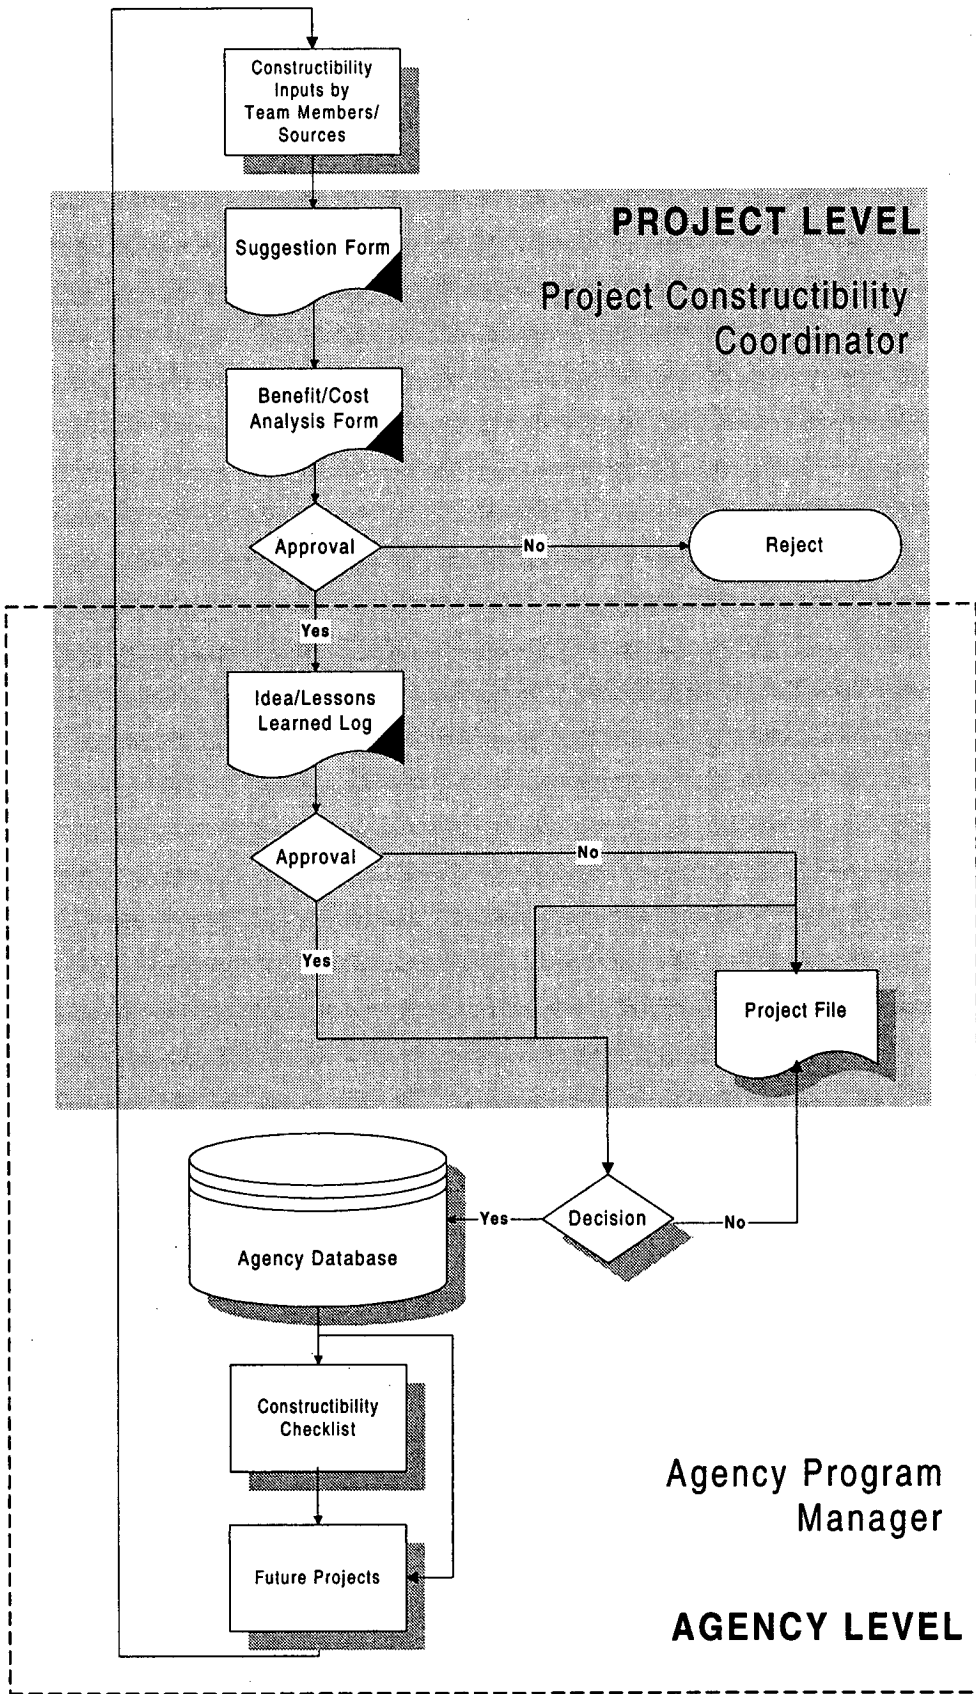 Constructibility
Inputs by
Team Members/
Sources
PROJECT LEVEL
Suggestion Form
Project Constructibility
Coordinator
Benefit/Cost
Analysis Form
Approval
No
Reject
Yes
Idea/Lessons
Learned Log
Approval
No
Yes
Project File
Yes
Decision
No
Agency Database
Constructibility
Checklist
Agency Program
Manager
Future Projects
AGENCY LEVEL